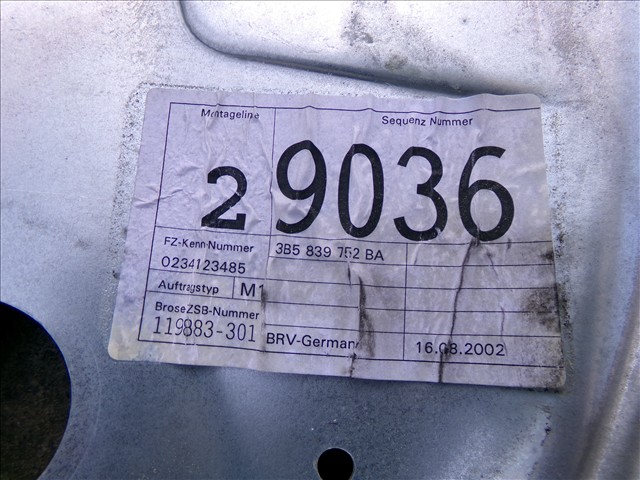 Montageline Sequenz Nummer
2 9036
FZ-Kenn-Nummer 3B5 839 752 BA
0234123485
Auftragstyp M1
BroseZSB-Nummer
119883-301 BRV-Germany 16.08.2002